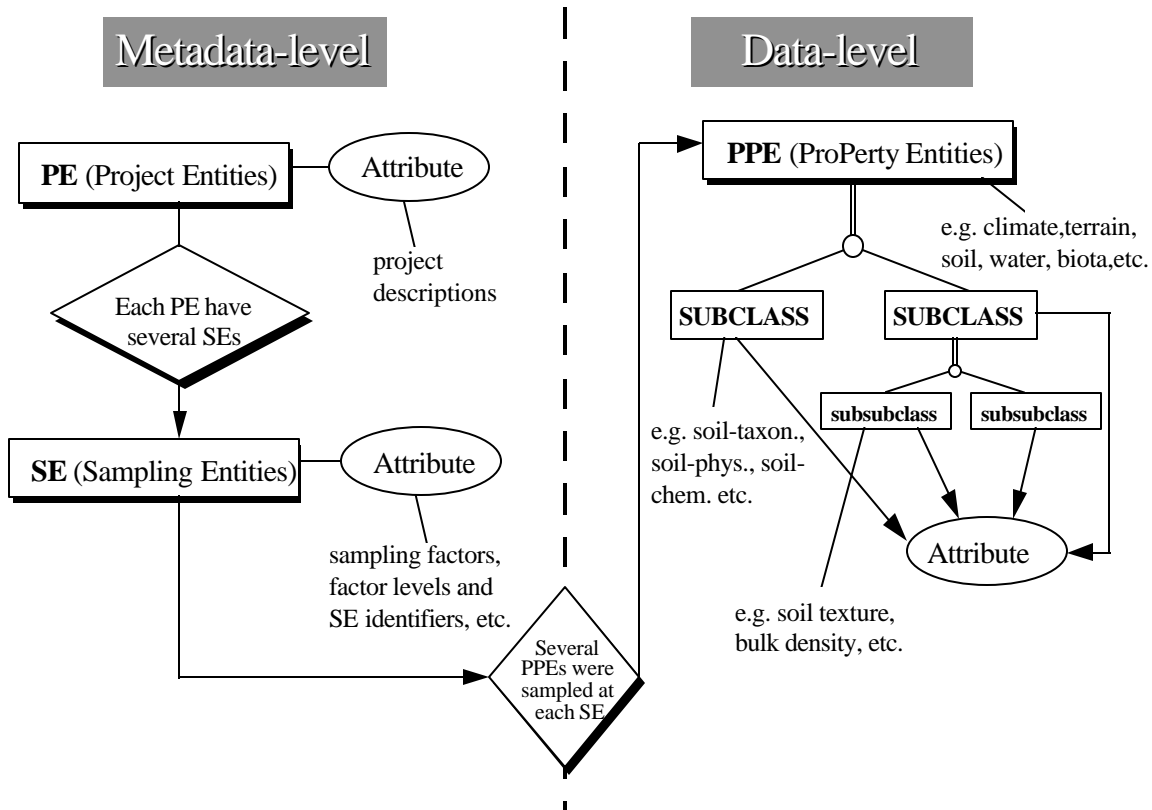 Metadata-level
Data-level
PE (Project Entities)
Attribute
project
descriptions
Each PE have
several SEs
SE (Sampling Entities)
Attribute
sampling factors,
factor levels and
SE identifiers, etc.
Several
PPEs were
sampled at
each SE
PPE (ProPerty Entities)
e.g. climate,terrain,
soil, water, biota,etc.
SUBCLASS
SUBCLASS
e.g. soil-taxon.,
soil-phys., soil-
chem. etc.
subsubclass
subsubclass
Attribute
e.g. soil texture,
bulk density, etc.